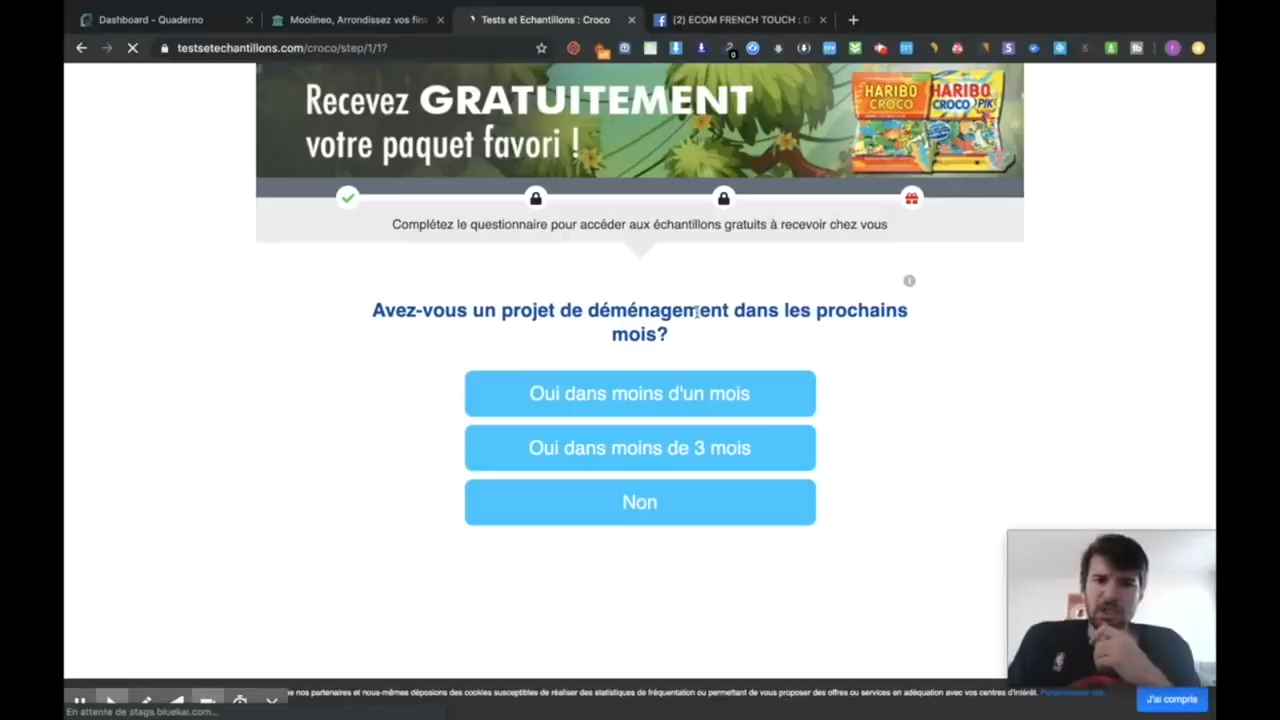 Dashboard - Quaderno
Moolineo, Arrondissez vos fins
Tests et Echantillons : Croco
(2) ECOM FRENCH TOUCH : D
testsetechantillons.com/croco/step/1/1?
Recevez GRATUITEMENT
votre paquet favori !
HARIBO
CROCO
HARIBO
CROCO PIK
Complétez le questionnaire pour accéder aux échantillons gratuits à recevoir chez vous
Avez-vous un projet de déménagement dans les prochains
mois?
Oui dans moins d'un mois
Oui dans moins de 3 mois
Non
nos partenaires et nous-mêmes déposons des cookies susceptibles de réaliser des statistiques de fréquentation ou permettant de vous proposer des offres ou services en adéquation avec vos centres d'intérêt.
J'ai compris
En attente de stags.bluekai.com...